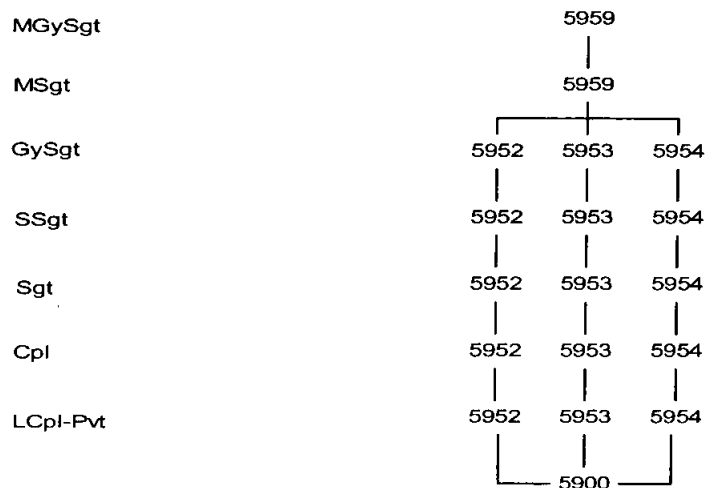 MGySgt 5959
MSgt 5959
GySgt 5952 5953 5954
SSgt 5952 5953 5954
Sgt 5952 5953 5954
Cpl 5952 5953 5954
LCpl-Pvt 5952 5953 5954
5900